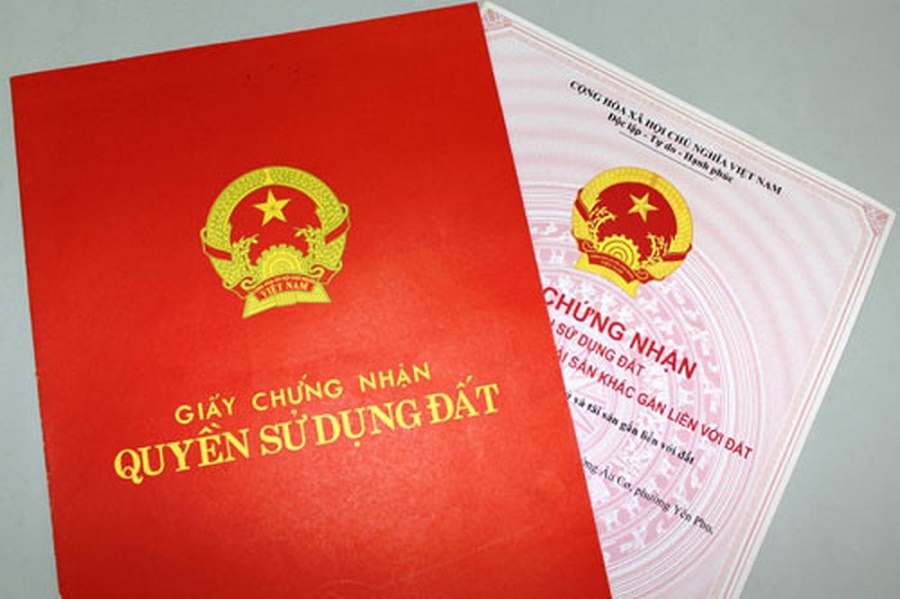 VIỆT NAM
GIẤY CHỨNG NHẬN
QUYỀN SỬ DỤNG ĐẤT
CỘNG HÒA XÃ HỘI CHỦ NGHĨA VIỆT NAM
Độc lập - Tự do - Hạnh phúc
CHỨNG NHẬN
SỬ DỤNG ĐẤT
SẢN KHÁC GẮN LIỀN VỚI ĐẤT
và tài sản gắn liền với đất
Âu Cơ, phường Yên Phụ,